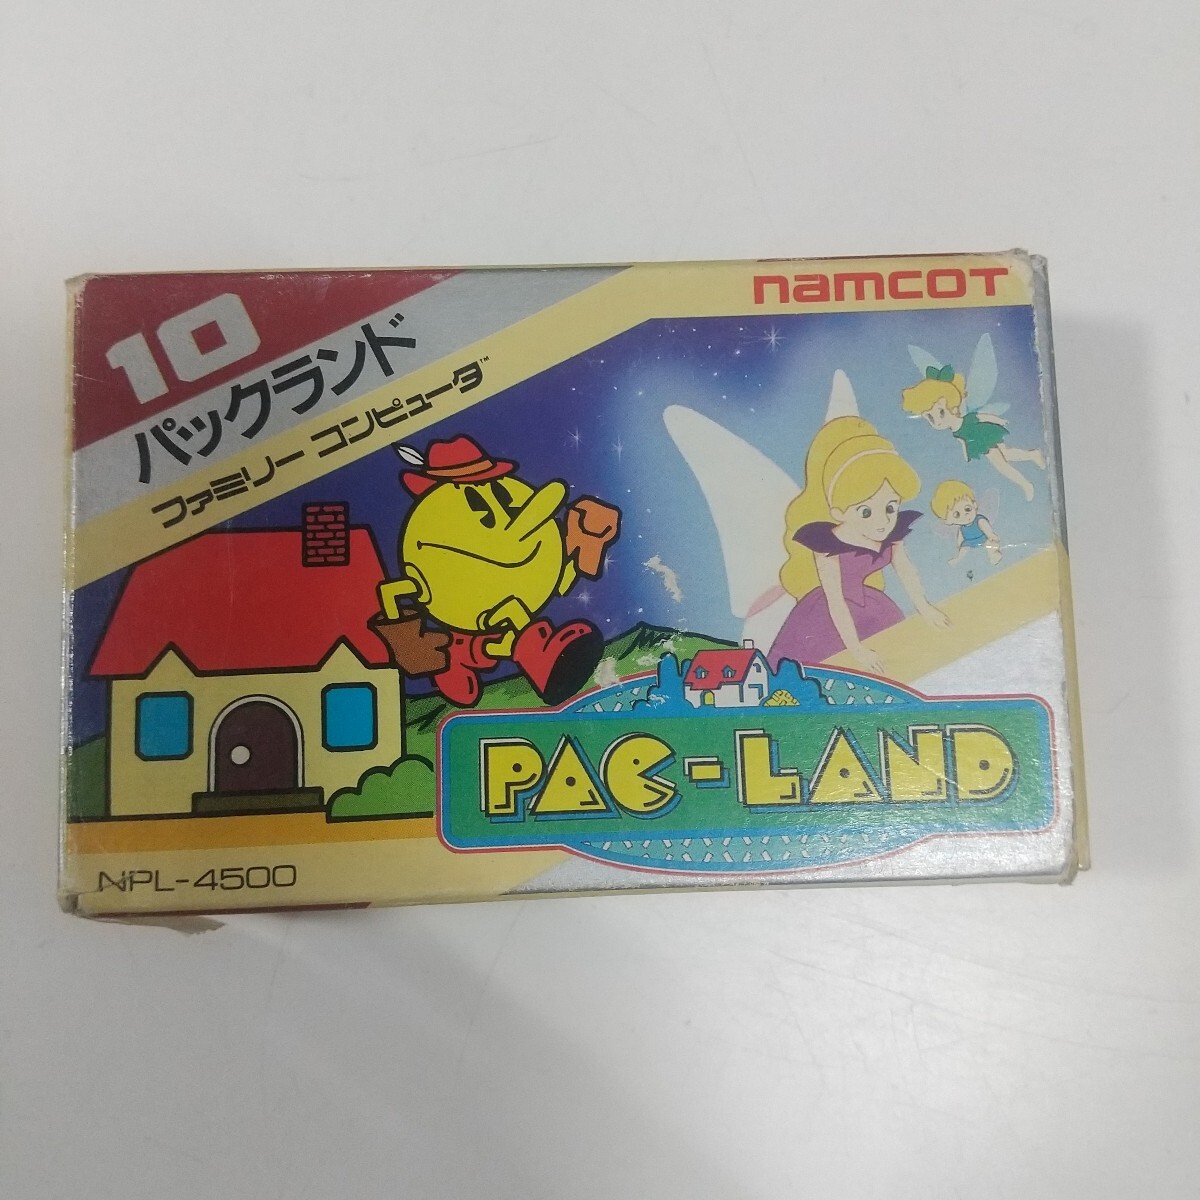 10
パックランド
ファミリー コンピュータ™
namcoT
PAC-LAND
NPL-4500